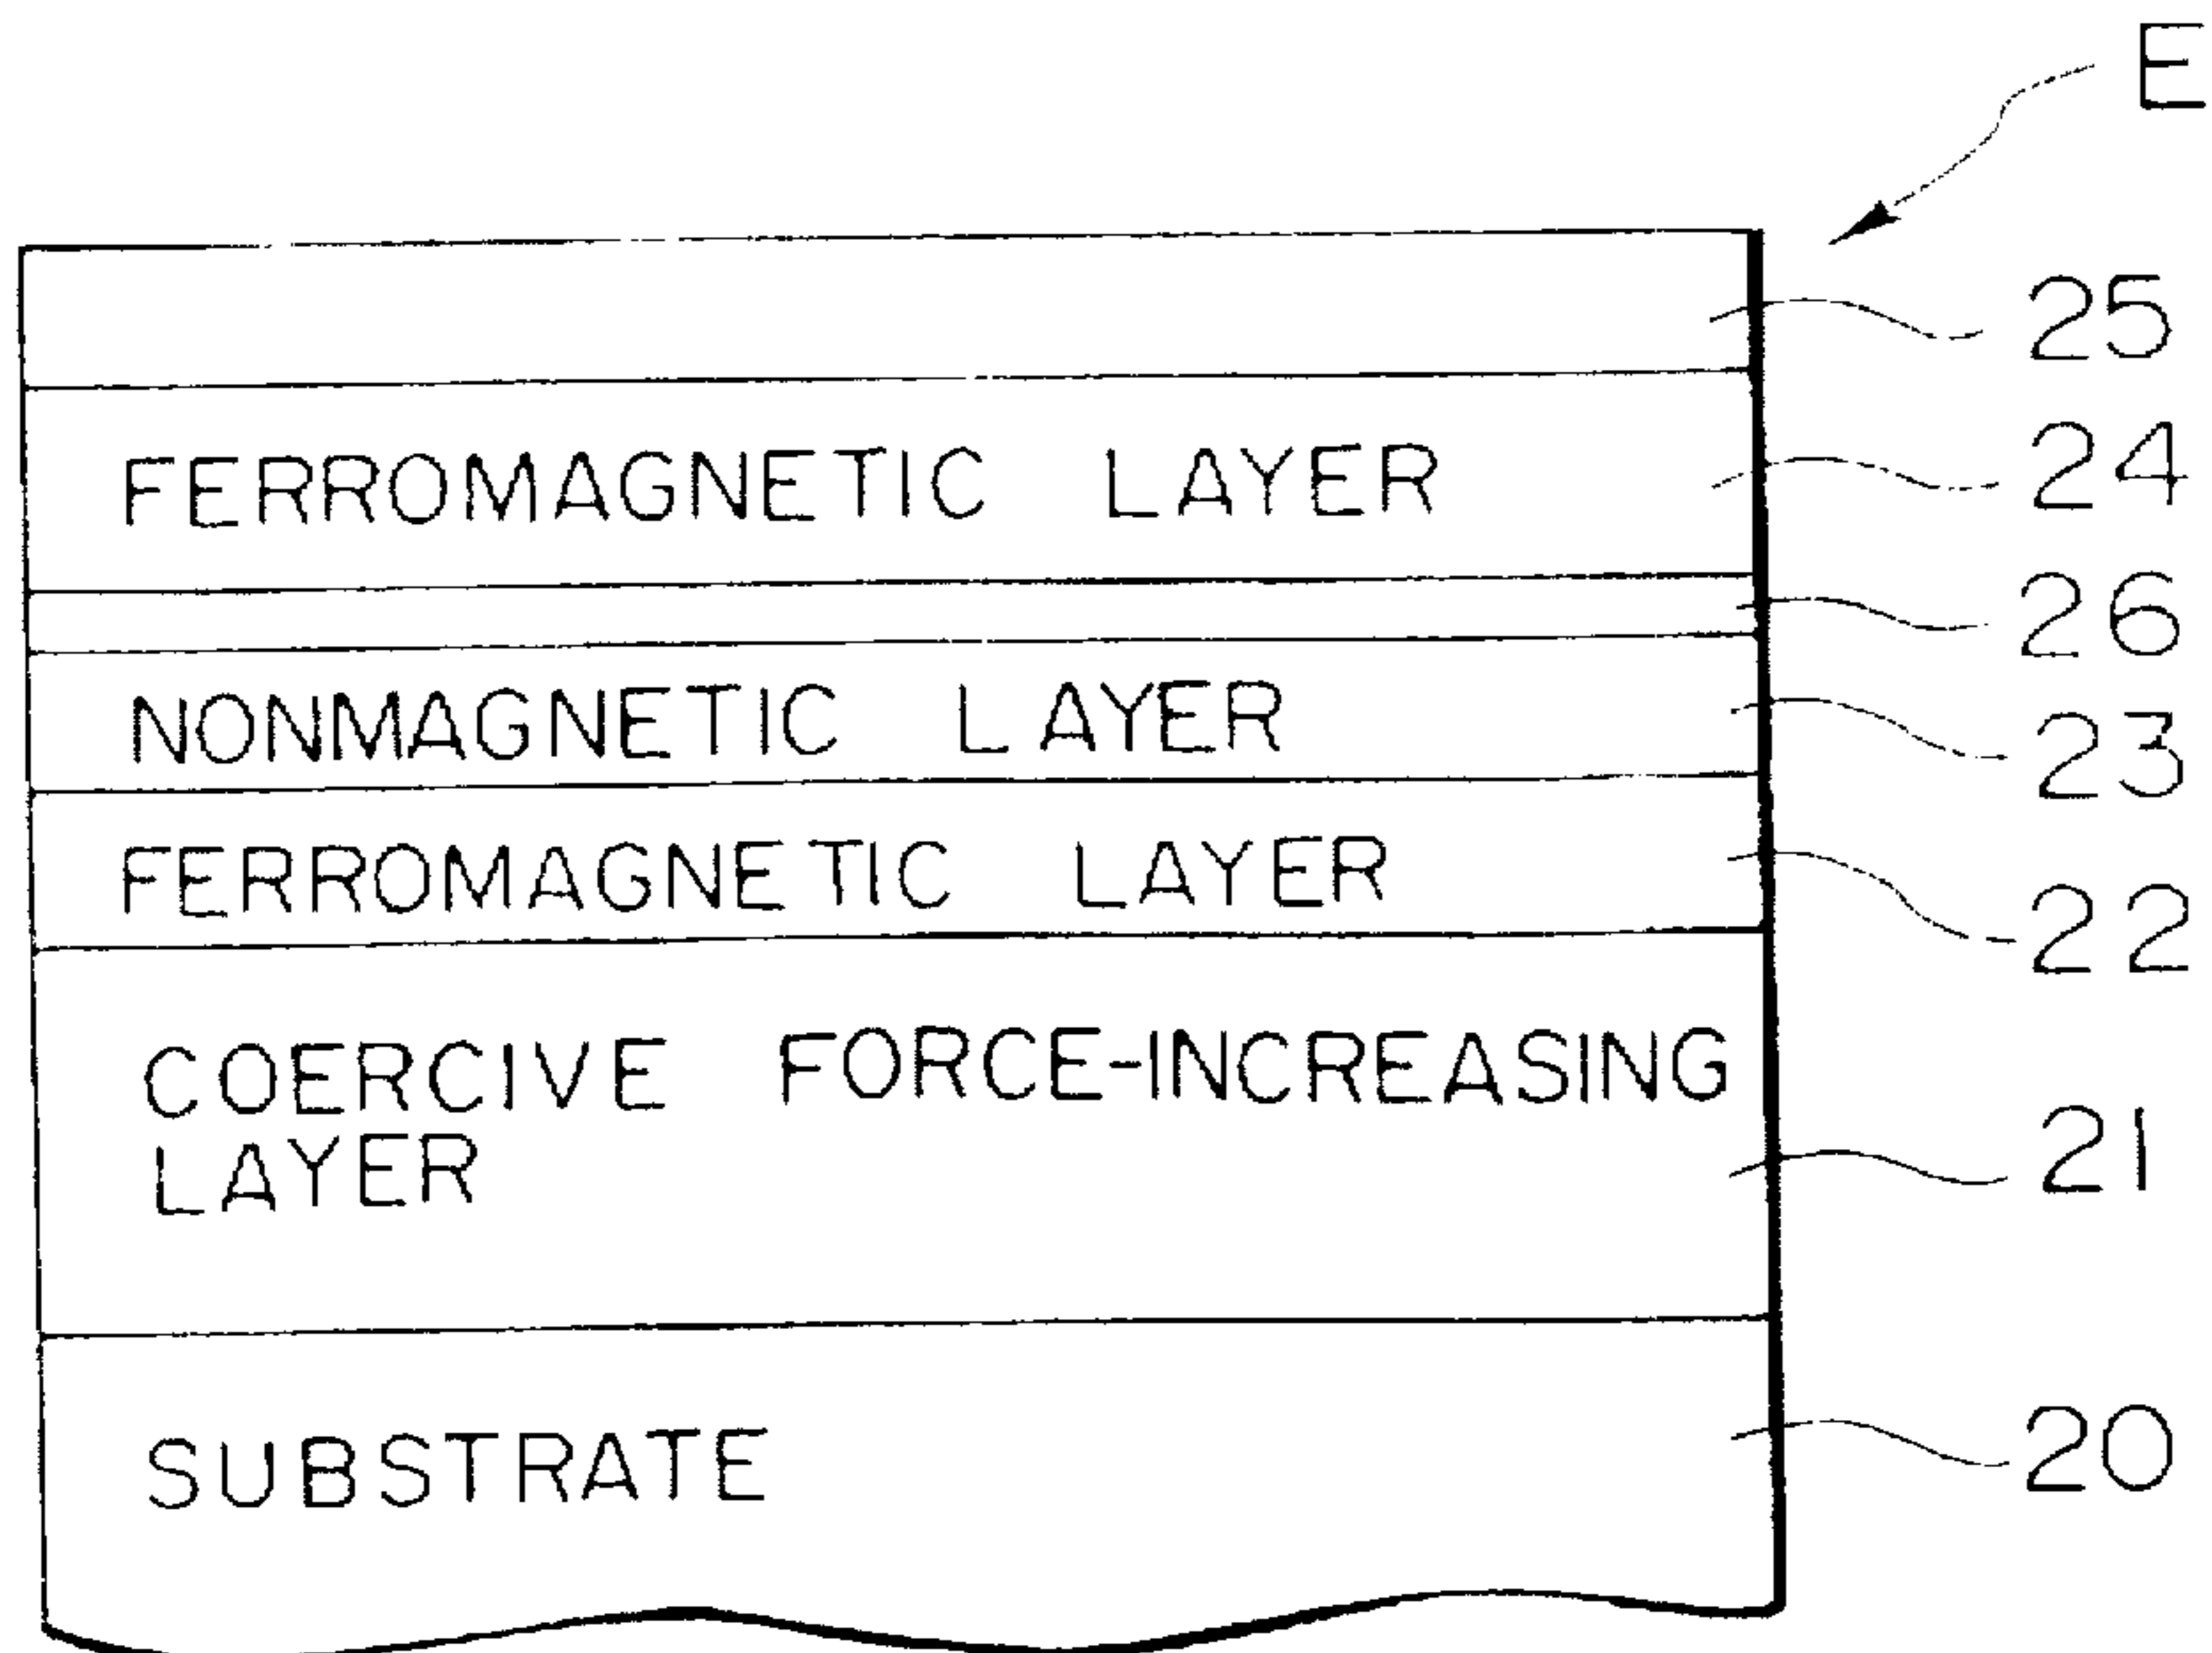 E
25
FERROMAGNETIC LAYER 24
26
NONMAGNETIC LAYER 23
FERROMAGNETIC LAYER 22
COERCIVE FORCE-INCREASING
LAYER 21
SUBSTRATE 20